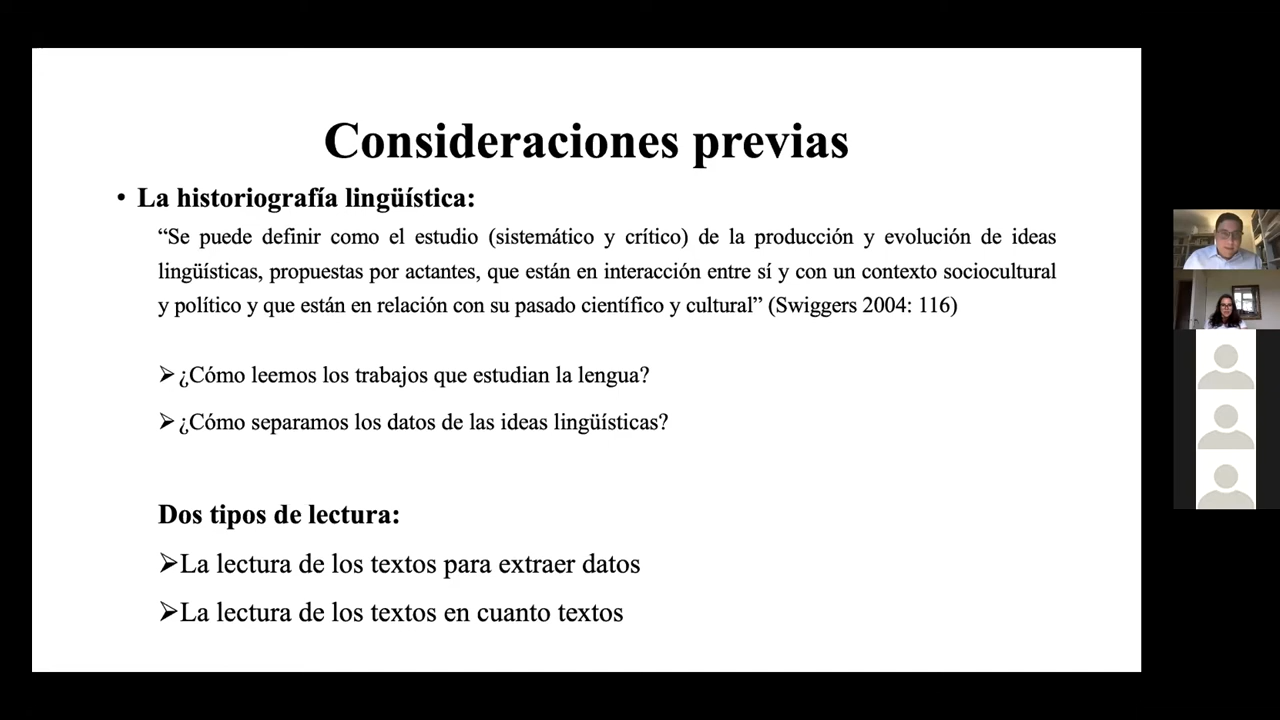 Consideraciones previas
• La historiografía lingüística:
“Se puede definir como el estudio (sistemático y crítico) de la producción y evolución de ideas
lingüísticas, propuestas por actantes, que están en interacción entre sí y con un contexto sociocultural
y político y que están en relación con su pasado científico y cultural” (Swiggers 2004: 116)
➢¿Cómo leemos los trabajos que estudian la lengua?
➢¿Cómo separamos los datos de las ideas lingüísticas?
Dos tipos de lectura:
➢La lectura de los textos para extraer datos
➢La lectura de los textos en cuanto textos